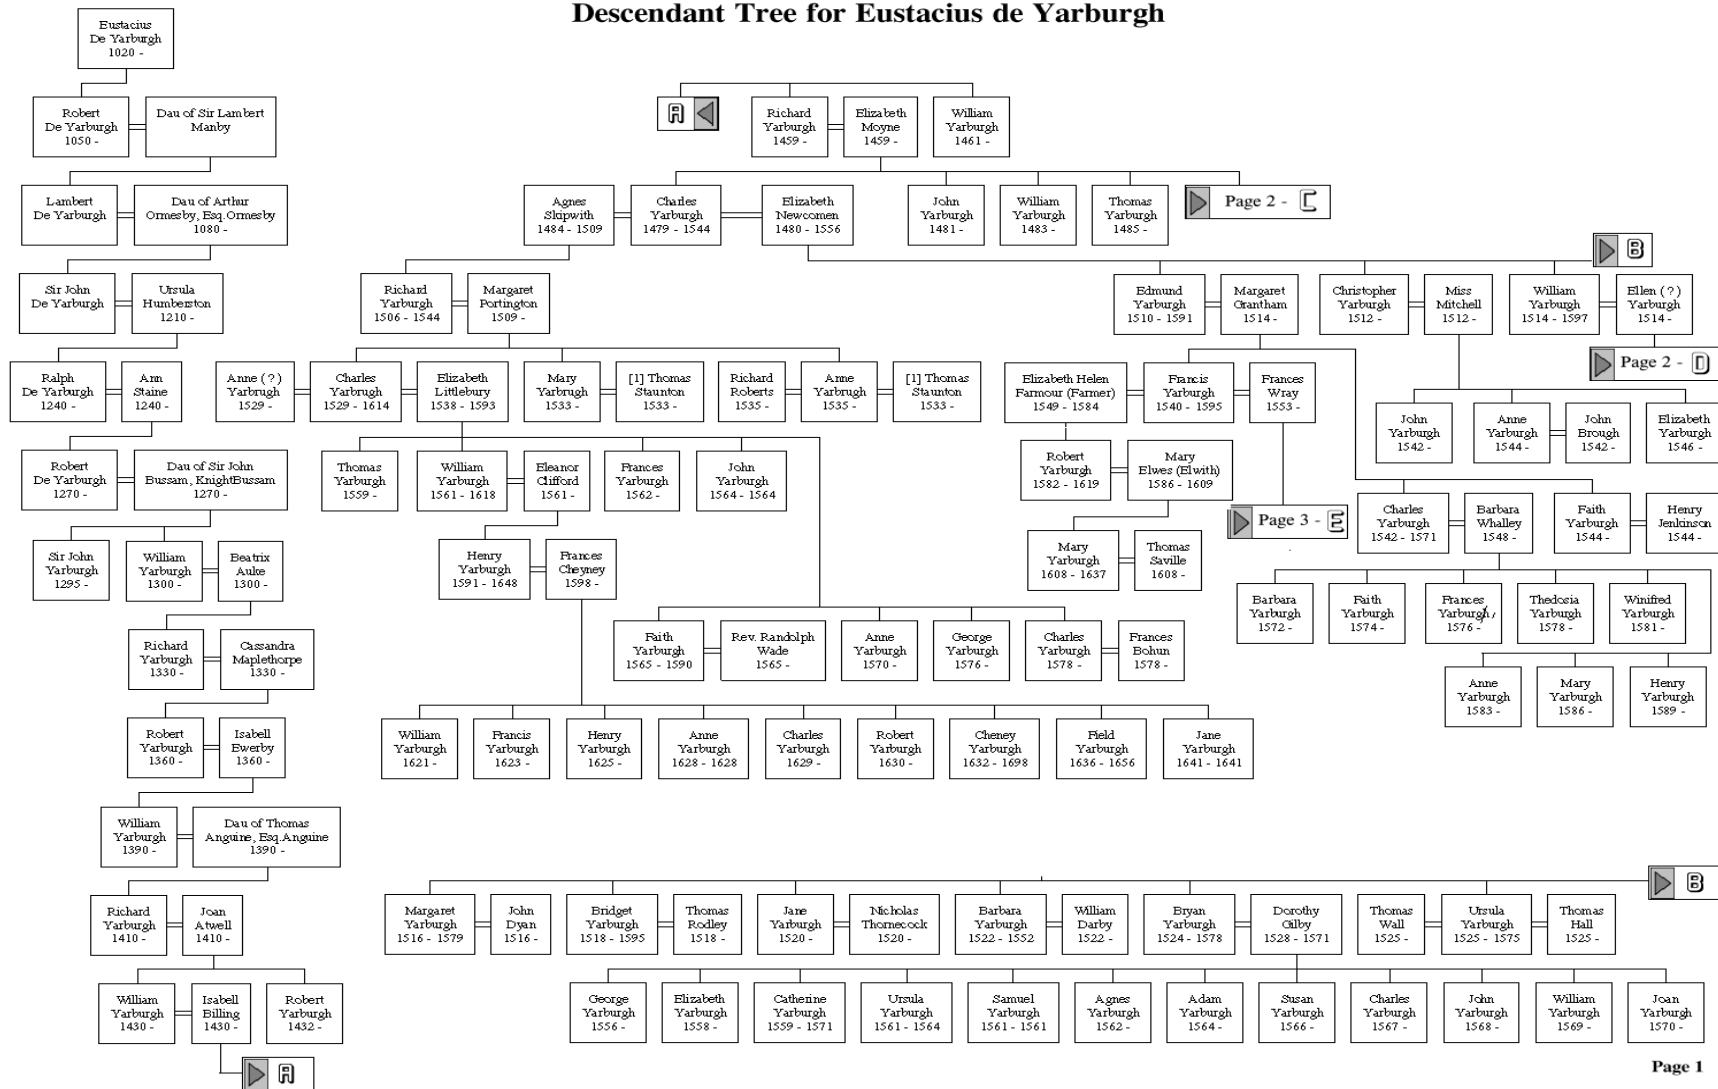 Descendant Tree for Eustacius de Yarburgh
Eustacius
De Yarburgh
1020 -
Robert
De Yarburgh
1050 -
Dau of Sir Lambert
Manby
A
Richard
Yarburgh
1459 -
Elizabeth
Moyne
1459 -
William
Yarburgh
1461 -
Lambert
De Yarburgh
Dau of Arthur
Ormesby, Esq.Ormesby
1080 -
Agnes
Skipwith
1484 - 1509
Charles
Yarburgh
1479 - 1544
Elizabeth
Newcomen
1480 - 1556
John
Yarburgh
1481 -
William
Yarburgh
1483 -
Thomas
Yarburgh
1485 -
Page 2 - C
B
Sir John
De Yarburgh
Ursula
Humberston
1210 -
Richard
Yarburgh
1506 - 1544
Margaret
Portington
1509 -
Edmund
Yarburgh
1510 - 1591
Margaret
Grantham
1514 -
Christopher
Yarburgh
1512 -
Miss
Mitchell
1512 -
William
Yarburgh
1514 - 1597
Ellen (?)
Yarburgh
1514 -
Page 2 - D
Ralph
De Yarburgh
1240 -
Ann
Staine
1240 -
Anne (?)
Yarbrugh
1529 -
Charles
Yarbrugh
1529 - 1614
Elizabeth
Littlebury
1538 - 1593
Mary
Yarbrugh
1533 -
[1] Thomas
Staunton
1533 -
Richard
Roberts
1535 -
Anne
Yarbrugh
1535 -
[1] Thomas
Staunton
1533 -
Elizabeth Helen
Farmour (Farmer)
1549 - 1584
Francis
Yarburgh
1540 - 1595
Frances
Wray
1553 -
John
Yarburgh
1542 -
Anne
Yarburgh
1544 -
John
Brough
1542 -
Elizabeth
Yarburgh
1546 -
Robert
De Yarburgh
1270 -
Dau of Sir John
Bussam, KnightBussam
1270 -
Thomas
Yarburgh
1559 -
William
Yarburgh
1561 - 1618
Eleanor
Clifford
1561 -
Frances
Yarburgh
1562 -
John
Yarburgh
1564 - 1564
Robert
Yarburgh
1582 - 1619
Mary
Elwes (Elwith)
1586 - 1609
Page 3 - E
Charles
Yarburgh
1542 - 1571
Barbara
Whalley
1548 -
Faith
Yarburgh
1544 -
Henry
Jenkinson
1544 -
Sir John
Yarburgh
1295 -
William
Yarburgh
1300 -
Beatrix
Auke
1300 -
Henry
Yarburgh
1591 - 1648
Frances
Cheyney
1598 -
Mary
Yarburgh
1608 - 1637
Thomas
Saville
1608 -
Barbara
Yarburgh
1572 -
Faith
Yarburgh
1574 -
Frances
Yarburgh
1576 -
Thedosia
Yarburgh
1578 -
Winifred
Yarburgh
1581 -
Richard
Yarburgh
1330 -
Cassandra
Maplethorpe
1330 -
Faith
Yarburgh
1565 - 1590
Rev. Randolph
Wade
1565 -
Anne
Yarburgh
1570 -
George
Yarburgh
1576 -
Charles
Yarburgh
1578 -
Frances
Bohun
1578 -
Anne
Yarburgh
1583 -
Mary
Yarburgh
1586 -
Henry
Yarburgh
1589 -
Robert
Yarburgh
1360 -
Isabell
Ewerby
1360 -
William
Yarburgh
1621 -
Francis
Yarburgh
1623 -
Henry
Yarburgh
1625 -
Anne
Yarburgh
1628 - 1628
Charles
Yarburgh
1629 -
Robert
Yarburgh
1630 -
Cheney
Yarburgh
1632 - 1698
Field
Yarburgh
1636 - 1656
Jane
Yarburgh
1641 - 1641
William
Yarburgh
1390 -
Dau of Thomas
Anguine, Esq.Anguine
1390 -
B
Richard
Yarburgh
1410 -
Joan
Atwell
1410 -
Margaret
Yarburgh
1516 - 1579
John
Dyan
1516 -
Bridget
Yarburgh
1518 - 1595
Thomas
Rodley
1518 -
Jane
Yarburgh
1520 -
Nicholas
Thornecock
1520 -
Barbara
Yarburgh
1522 - 1552
William
Darby
1522 -
Bryan
Yarburgh
1524 - 1578
Dorothy
Gilby
1528 - 1571
Thomas
Wall
1525 -
Ursula
Yarburgh
1525 - 1575
Thomas
Hall
1525 -
William
Yarburgh
1430 -
Isabell
Billing
1430 -
Robert
Yarburgh
1432 -
George
Yarburgh
1556 -
Elizabeth
Yarburgh
1558 -
Catherine
Yarburgh
1559 - 1571
Ursula
Yarburgh
1561 - 1564
Samuel
Yarburgh
1561 - 1561
Agnes
Yarburgh
1562 -
Adam
Yarburgh
1564 -
Susan
Yarburgh
1566 -
Charles
Yarburgh
1567 -
John
Yarburgh
1568 -
William
Yarburgh
1569 -
Joan
Yarburgh
1570 -
A
Page 1